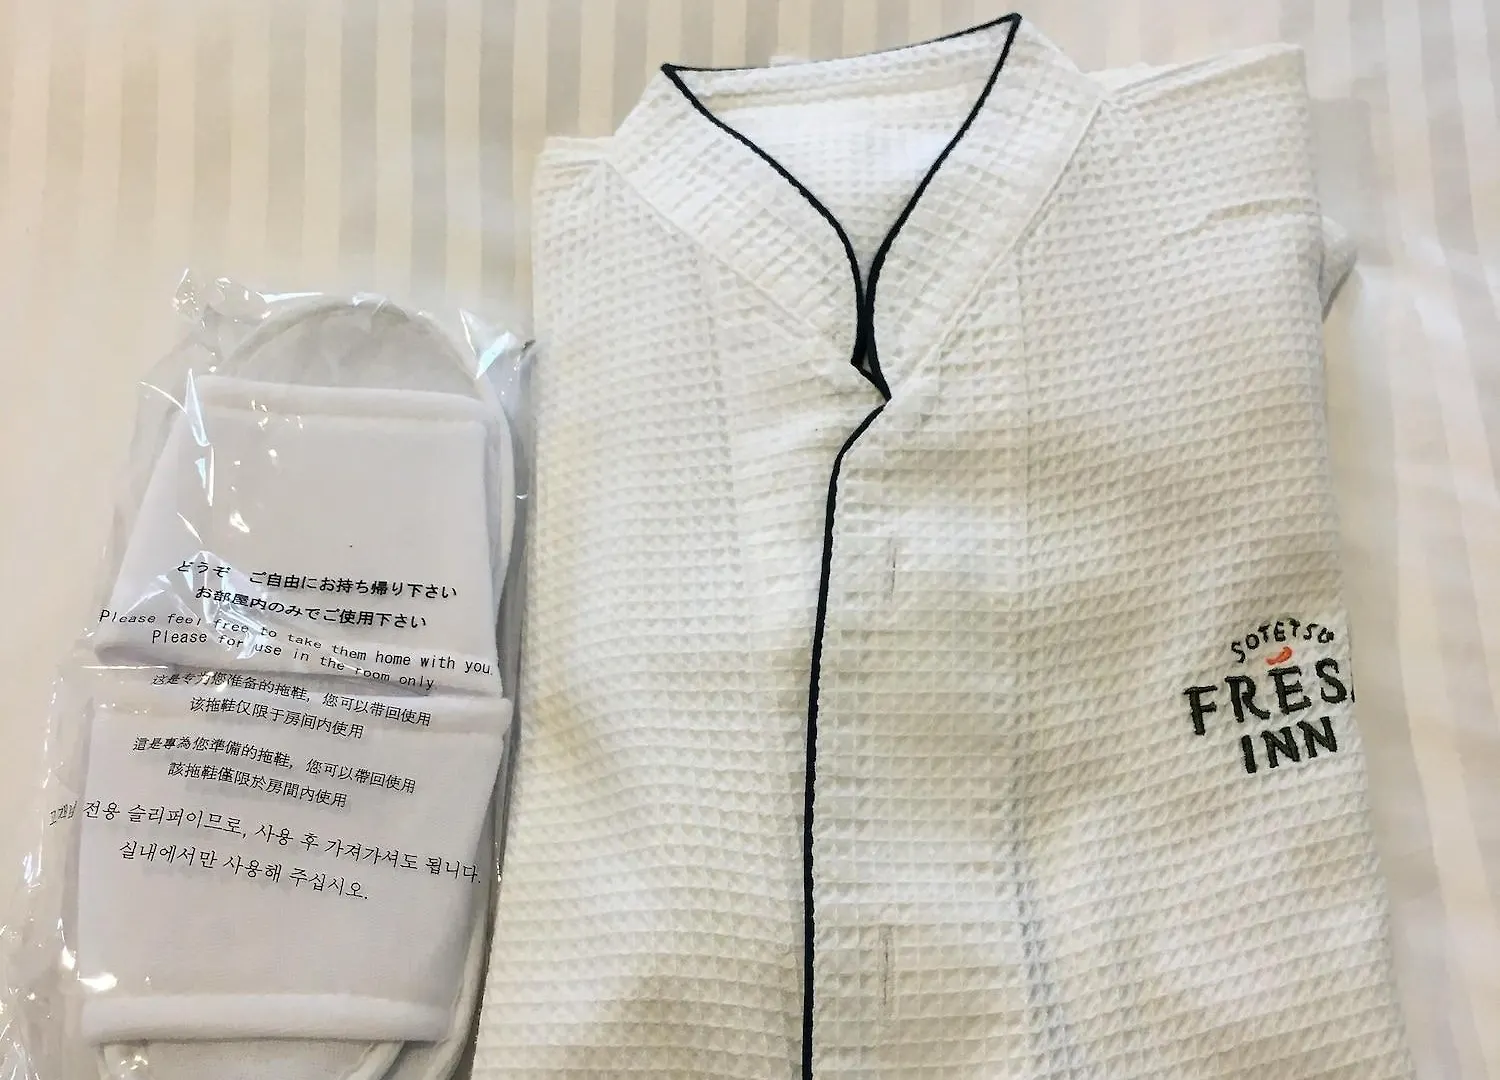 どうぞ ご自由にお持ち帰り下さい
お部屋内のみでご使用下さい
Please feel free to take them home with you.
Please for use in the room only.
这是专为您准备的拖鞋，您可以带回使用
该拖鞋仅限于房间内使用
這是專為您準備的拖鞋，您可以帶回使用
該拖鞋僅限於房間內使用
고객님 전용 슬리퍼이므로, 사용 후 가져가셔도 됩니다.
실내에서만 사용해 주십시오.
SOTETSU
FRĒSA
INN